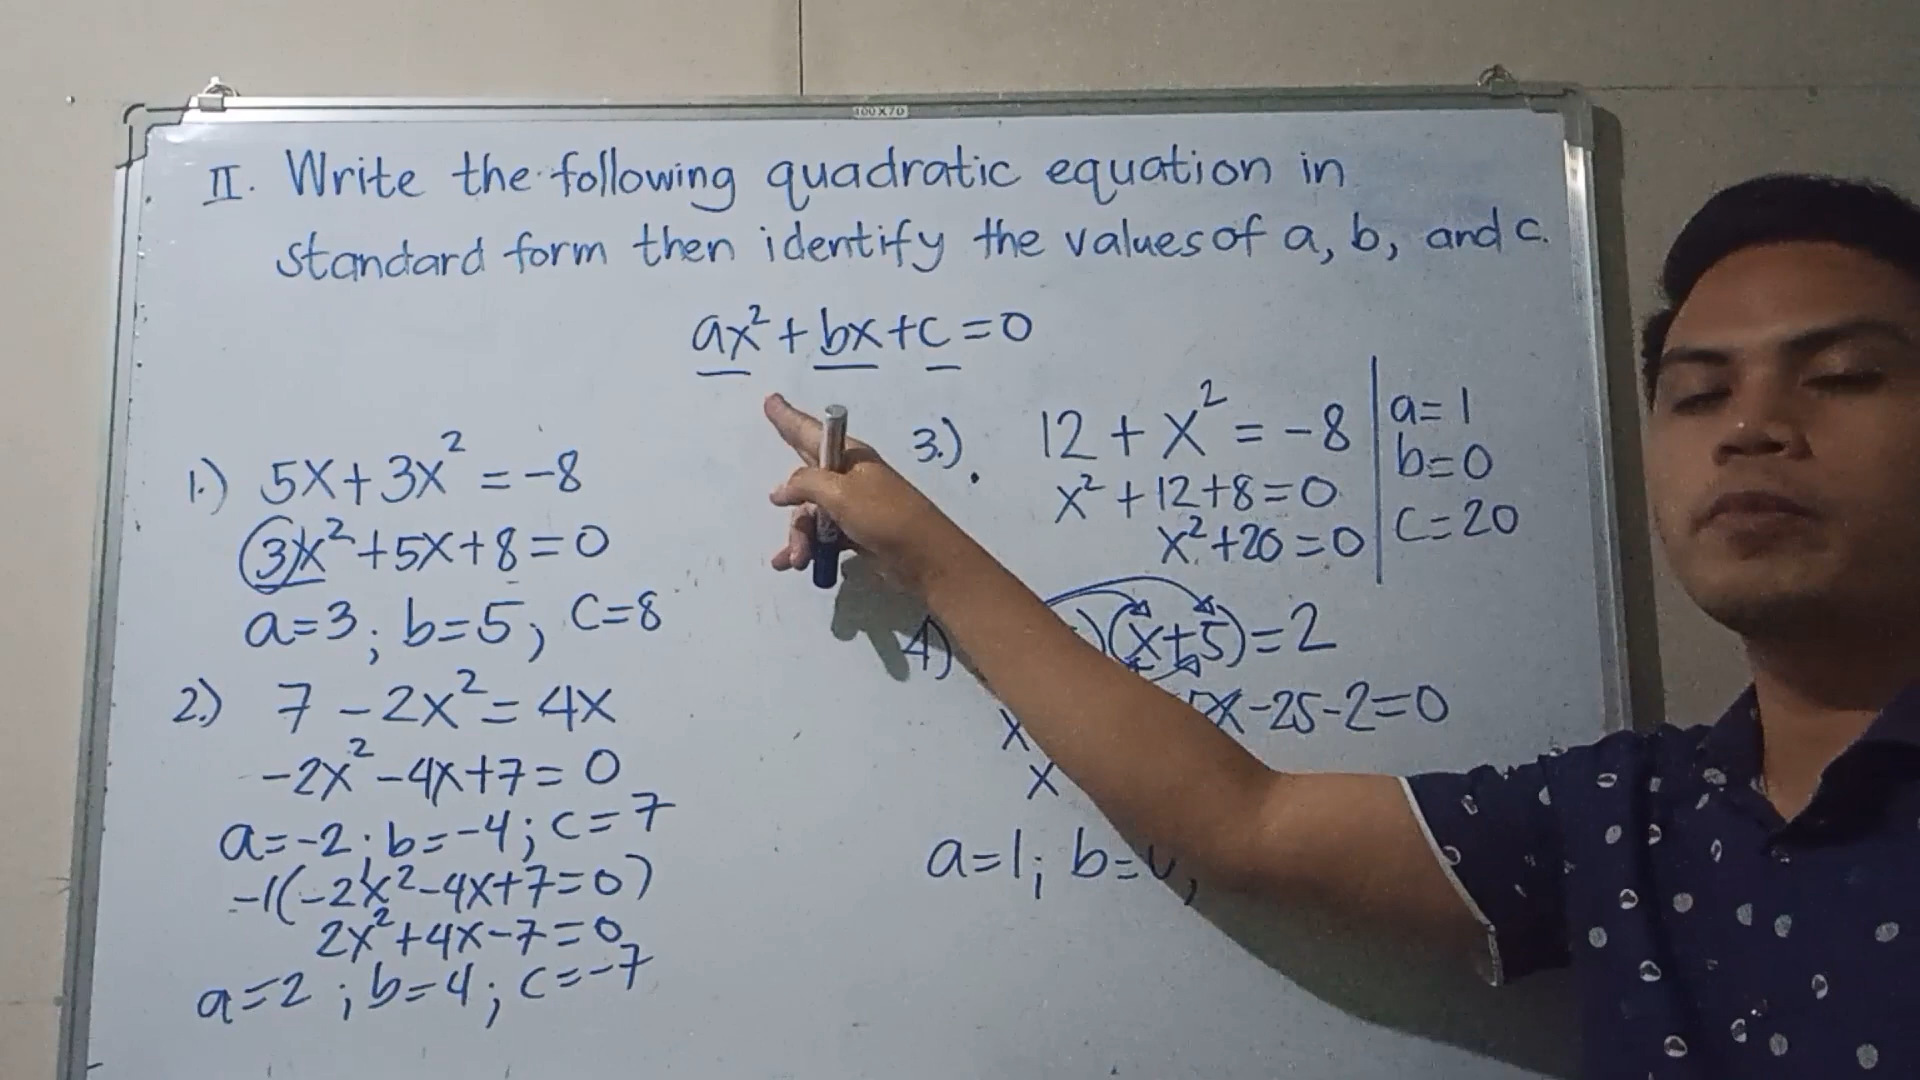 100X70
II. Write the following quadratic equation in
standard form then identify the values of a, b, and c.
ax² + bx + c = 0
1.) 5x + 3x² = -8
3x² + 5x + 8 = 0
a=3; b=5; c=8
2.) 7 - 2x² = 4x
-2x² - 4x + 7 = 0
a=-2; b=-4; c=7
-1(-2x² - 4x + 7 = 0)
2x² + 4x - 7 = 0
a=2; b=4; c=-7
3.) 12 + x² = -8
x² + 12 + 8 = 0
x² + 20 = 0
a=1
b=0
c=20
4) )(x+5) = 2
x x - 25 - 2 = 0
x
a=1; b=